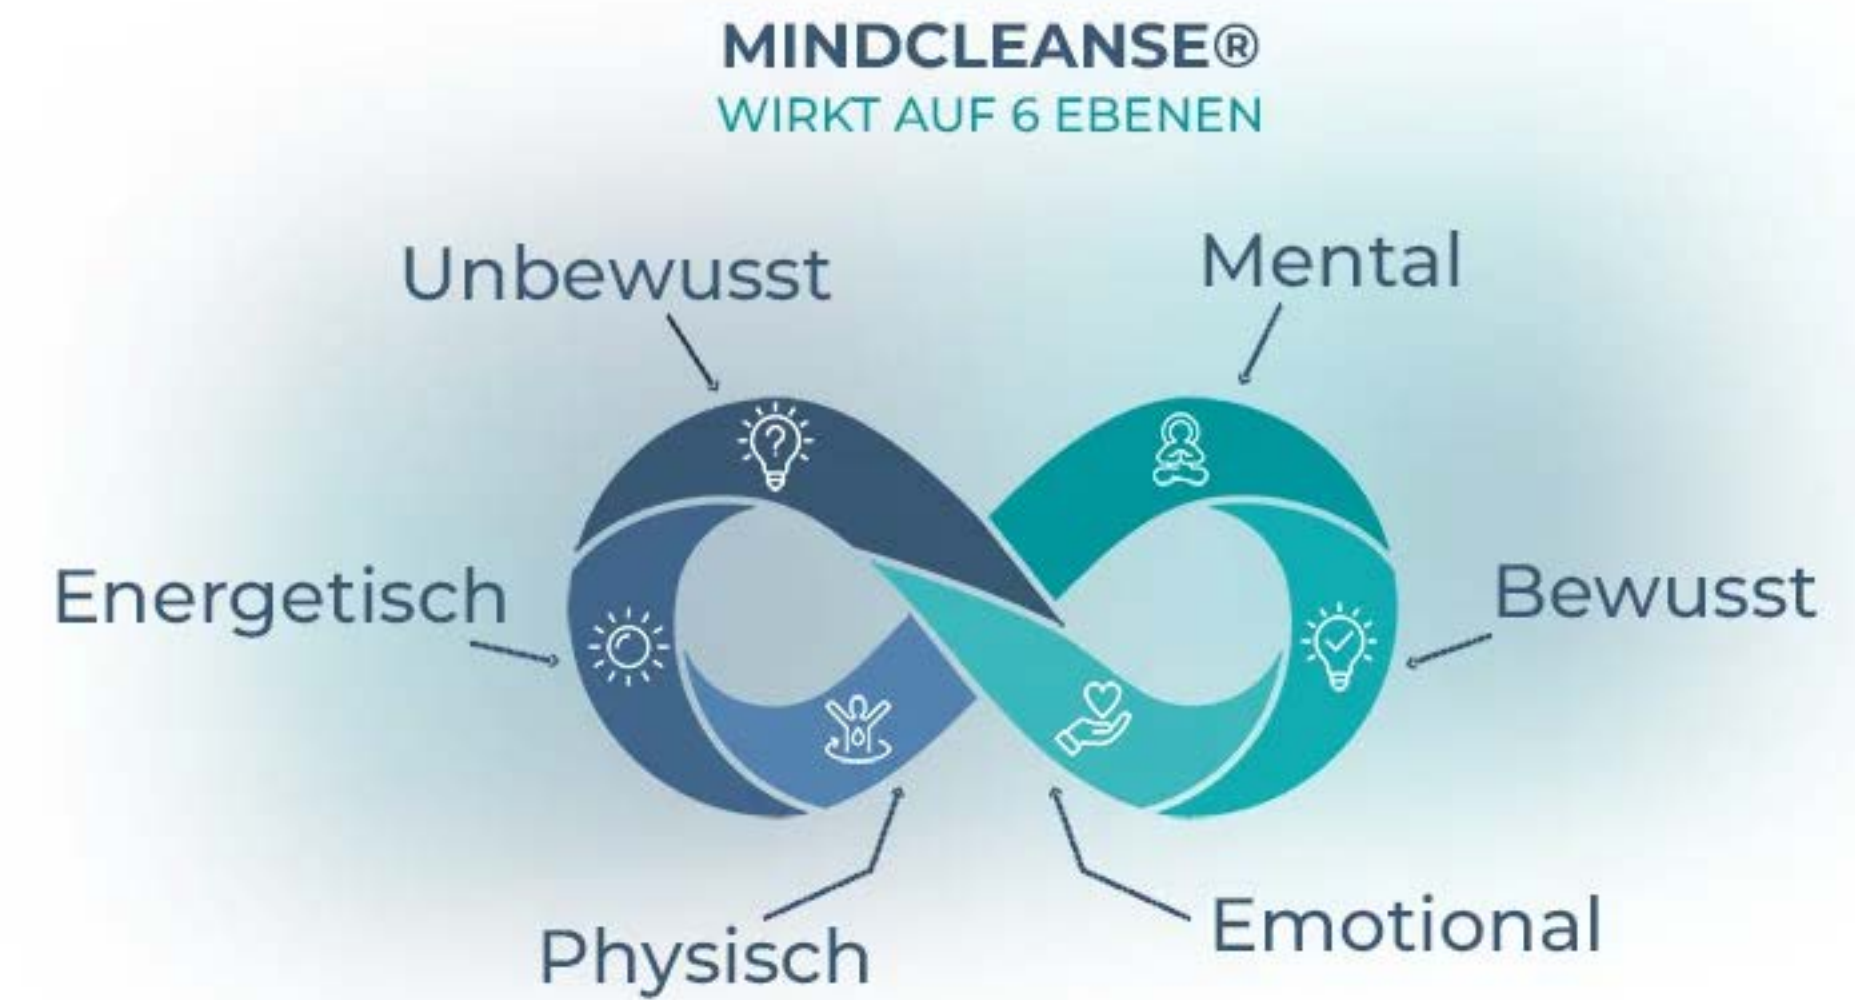 MINDCLEANSE®
WIRKT AUF 6 EBENEN
Unbewusst
Mental
Energetisch
Bewusst
Physisch
Emotional